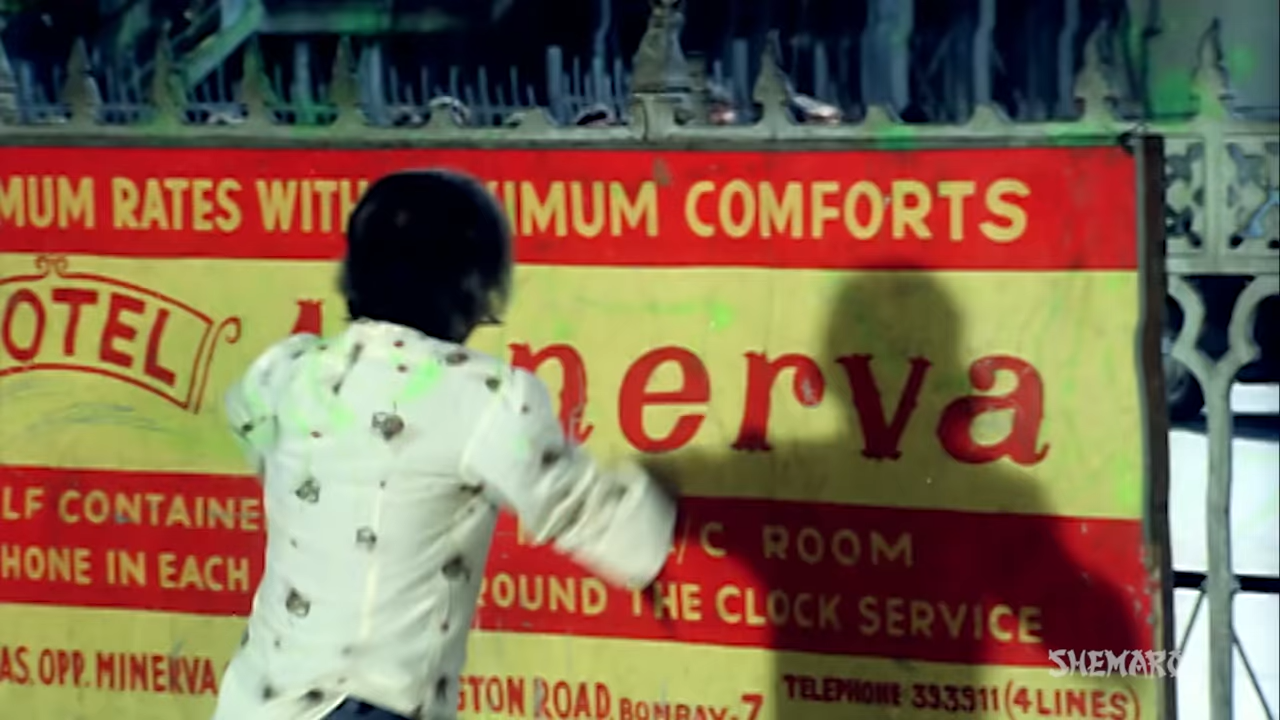 MUM RATES WITH XIMUM COMFORTS
OTEL
nerva
LF CONTAINE /C ROOM
HONE IN EACH ROUND THE CLOCK SERVICE
AS. OPP. MINERVA GTON ROAD, BOMBAY-7 TELEPHONE 393911 (4 LINES)
SHEMAROO